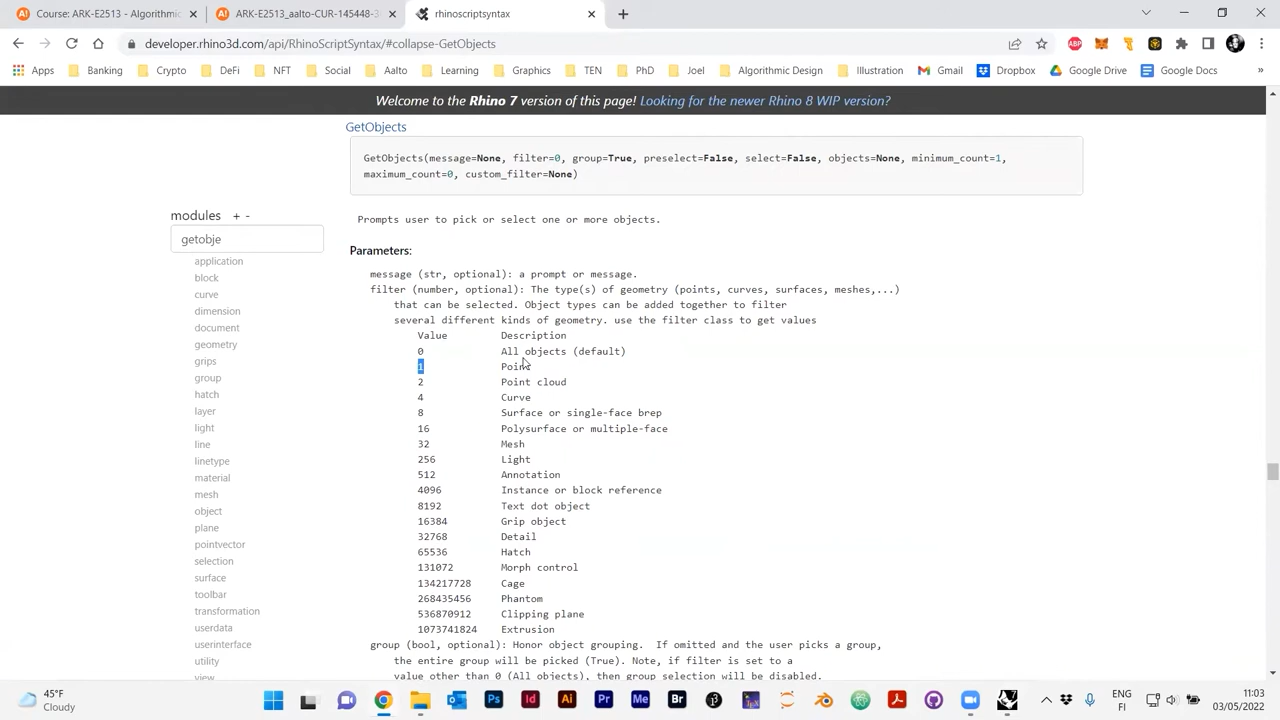 Course: ARK-E2513 - Algorithmic
ARK-E2513_aalto-CUR-145448-3
rhinoscriptsyntax
developer.rhino3d.com/api/RhinoScriptSyntax/#collapse-GetObjects
Apps Banking Crypto DeFi NFT Social Aalto Learning Graphics TEN PhD Joel Algorithmic Design Illustration Gmail Dropbox Google Drive Google Docs »
Welcome to the Rhino 7 version of this page! Looking for the newer Rhino 8 WIP version?
GetObjects
GetObjects(message=None, filter=0, group=True, preselect=False, select=False, objects=None, minimum_count=1,
maximum_count=0, custom_filter=None)
Prompts user to pick or select one or more objects.
modules + -
getobje
application
block
curve
dimension
document
geometry
grips
group
hatch
layer
light
line
linetype
material
mesh
object
plane
pointvector
selection
surface
toolbar
transformation
userdata
userinterface
utility
view
Parameters:
message (str, optional): a prompt or message.
filter (number, optional): The type(s) of geometry (points, curves, surfaces, meshes,...)
that can be selected. Object types can be added together to filter
several different kinds of geometry. use the filter class to get values
Value Description
0 All objects (default)
1 Point
2 Point cloud
4 Curve
8 Surface or single-face brep
16 Polysurface or multiple-face
32 Mesh
256 Light
512 Annotation
4096 Instance or block reference
8192 Text dot object
16384 Grip object
32768 Detail
65536 Hatch
131072 Morph control
134217728 Cage
268435456 Phantom
536870912 Clipping plane
1073741824 Extrusion
group (bool, optional): Honor object grouping. If omitted and the user picks a group,
the entire group will be picked (True). Note, if filter is set to a
value other than 0 (All objects), then group selection will be disabled.
45°F
Cloudy
Ps Id Ai Pr Me Br
ENG
FI
11:03
03/05/2022